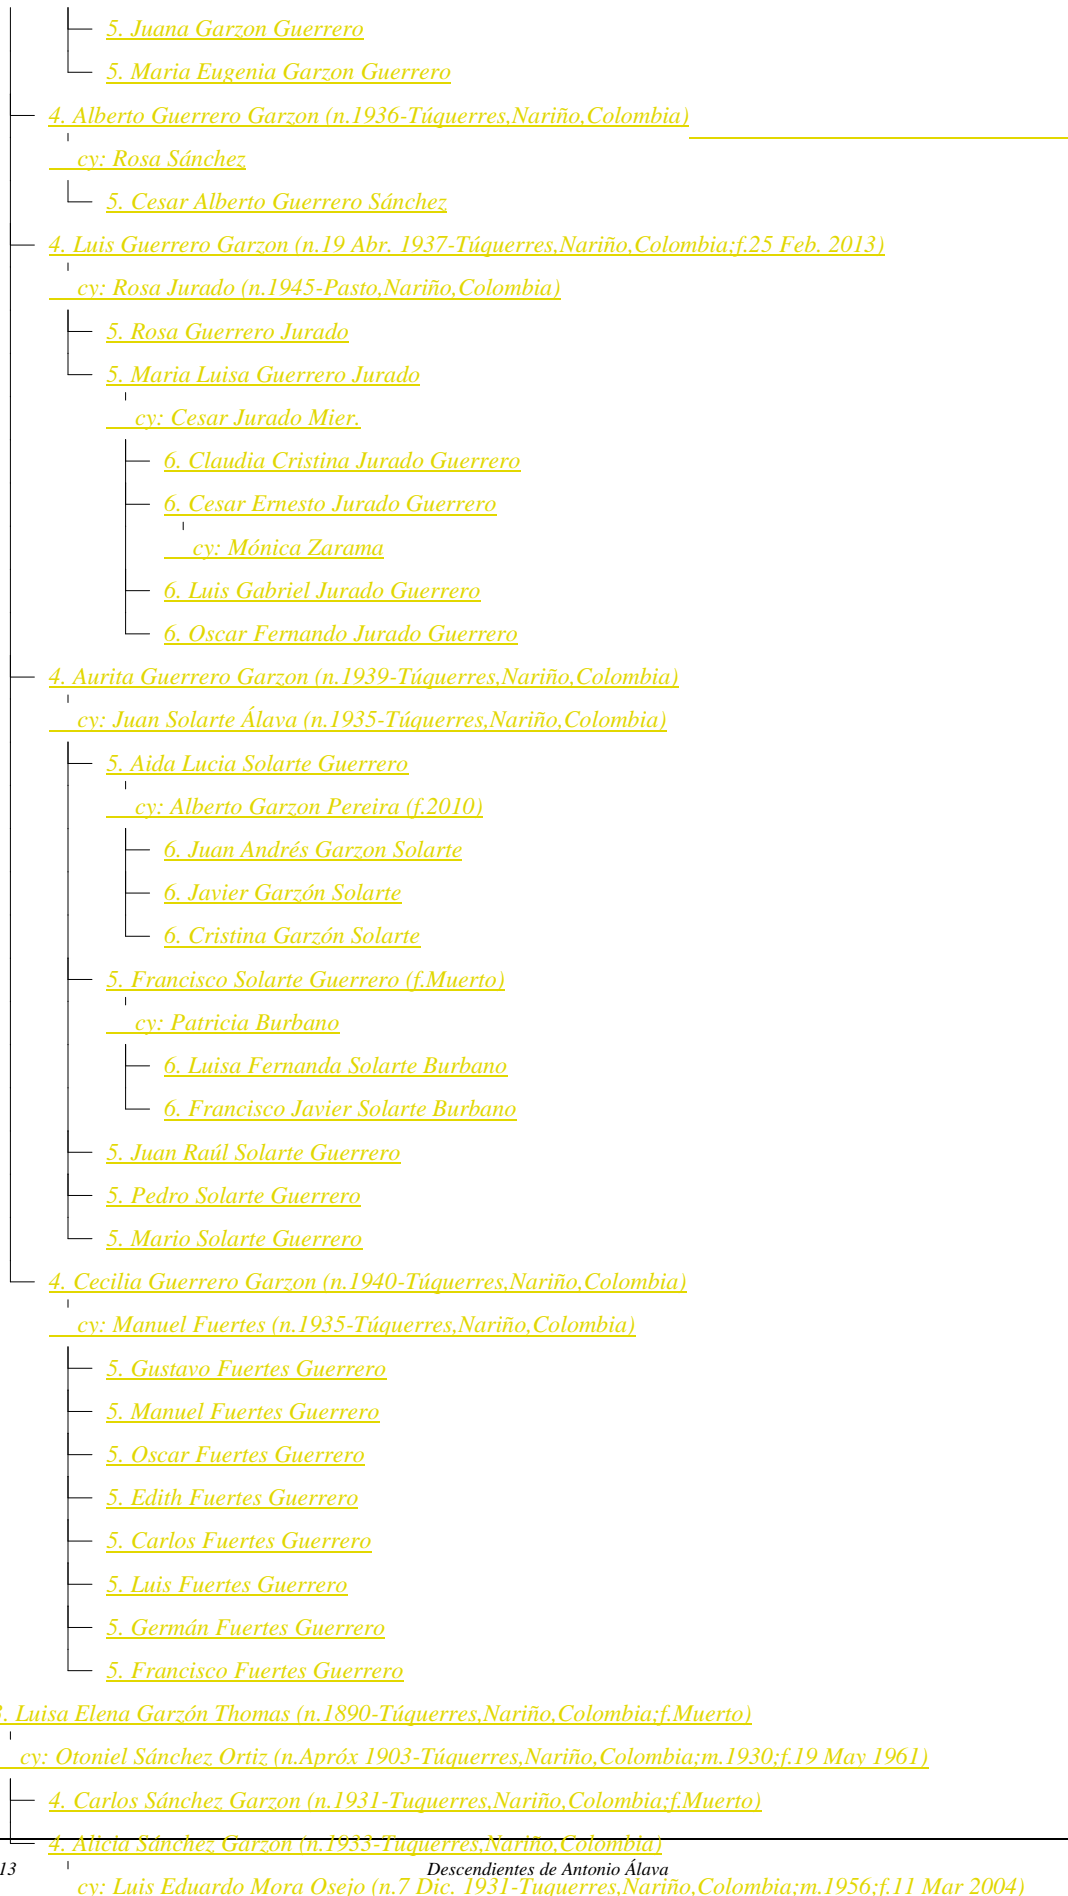 5. Juana Garzon Guerrero
5. Maria Eugenia Garzon Guerrero
4. Alberto Guerrero Garzon (n.1936-Túquerres,Nariño,Colombia)
cy: Rosa Sánchez
5. Cesar Alberto Guerrero Sánchez
4. Luis Guerrero Garzon (n.19 Abr. 1937-Túquerres,Nariño,Colombia;f.25 Feb. 2013)
cy: Rosa Jurado (n.1945-Pasto,Nariño,Colombia)
5. Rosa Guerrero Jurado
5. Maria Luisa Guerrero Jurado
cy: Cesar Jurado Mier.
6. Claudia Cristina Jurado Guerrero
6. Cesar Ernesto Jurado Guerrero
cy: Mónica Zarama
6. Luis Gabriel Jurado Guerrero
6. Oscar Fernando Jurado Guerrero
4. Aurita Guerrero Garzon (n.1939-Túquerres,Nariño,Colombia)
cy: Juan Solarte Álava (n.1935-Túquerres,Nariño,Colombia)
5. Aida Lucia Solarte Guerrero
cy: Alberto Garzon Pereira (f.2010)
6. Juan Andrés Garzon Solarte
6. Javier Garzón Solarte
6. Cristina Garzón Solarte
5. Francisco Solarte Guerrero (f.Muerto)
cy: Patricia Burbano
6. Luisa Fernanda Solarte Burbano
6. Francisco Javier Solarte Burbano
5. Juan Raúl Solarte Guerrero
5. Pedro Solarte Guerrero
5. Mario Solarte Guerrero
4. Cecilia Guerrero Garzon (n.1940-Túquerres,Nariño,Colombia)
cy: Manuel Fuertes (n.1935-Túquerres,Nariño,Colombia)
5. Gustavo Fuertes Guerrero
5. Manuel Fuertes Guerrero
5. Oscar Fuertes Guerrero
5. Edith Fuertes Guerrero
5. Carlos Fuertes Guerrero
5. Luis Fuertes Guerrero
5. Germán Fuertes Guerrero
5. Francisco Fuertes Guerrero
3. Luisa Elena Garzón Thomas (n.1890-Túquerres,Nariño,Colombia;f.Muerto)
cy: Otoniel Sánchez Ortiz (n.Apróx 1903-Túquerres,Nariño,Colombia;m.1930;f.19 May 1961)
4. Carlos Sánchez Garzon (n.1931-Tuquerres,Nariño,Colombia;f.Muerto)
4. Alicia Sánchez Garzon (n.1933-Tuquerres,Nariño,Colombia)
13 Descendientes de Antonio Álava
cy: Luis Eduardo Mora Osejo (n.7 Dic. 1931-Tuquerres,Nariño,Colombia;m.1956;f.11 Mar 2004)